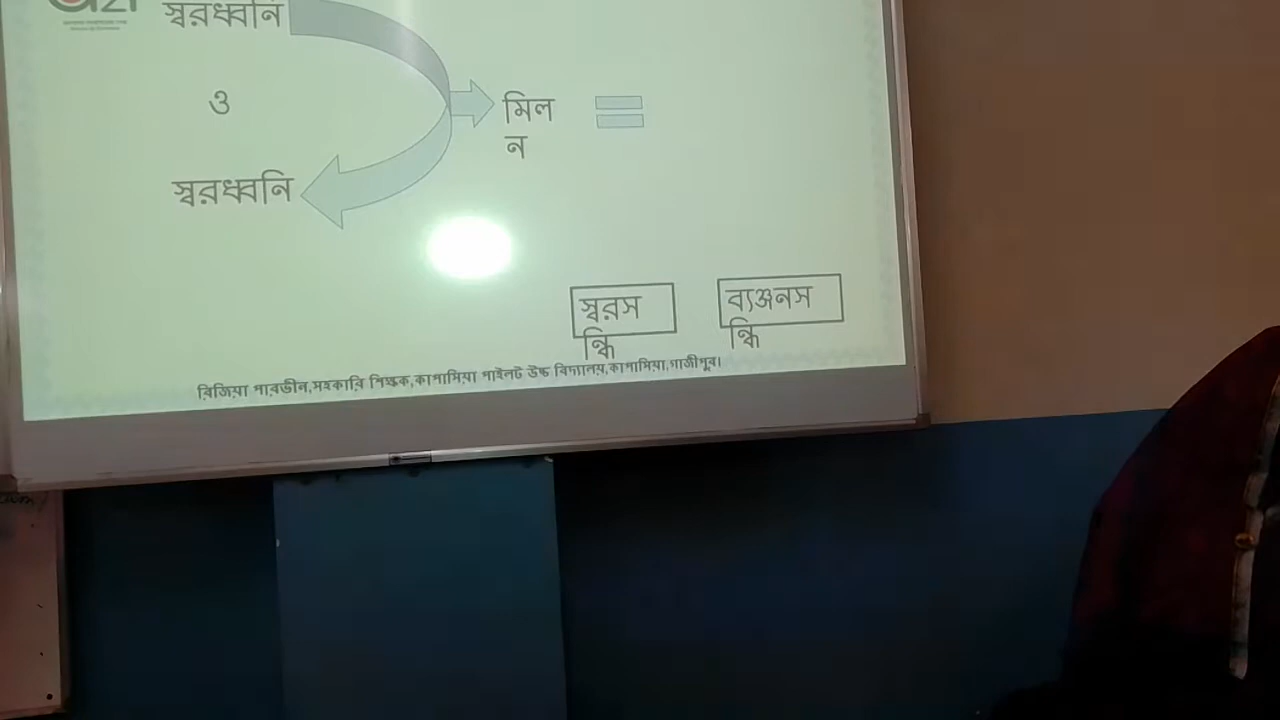 স্বরধ্বনি
ও
স্বরধ্বনি
মিল
ন
স্বরস
ন্ধি
ব্যঞ্জনস
ন্ধি
রিজিয়া পারভীন,সহকারি শিক্ষক,কাপাসিয়া পাইলট উচ্চ বিদ্যালয়,কাপাসিয়া,গাজীপুর।